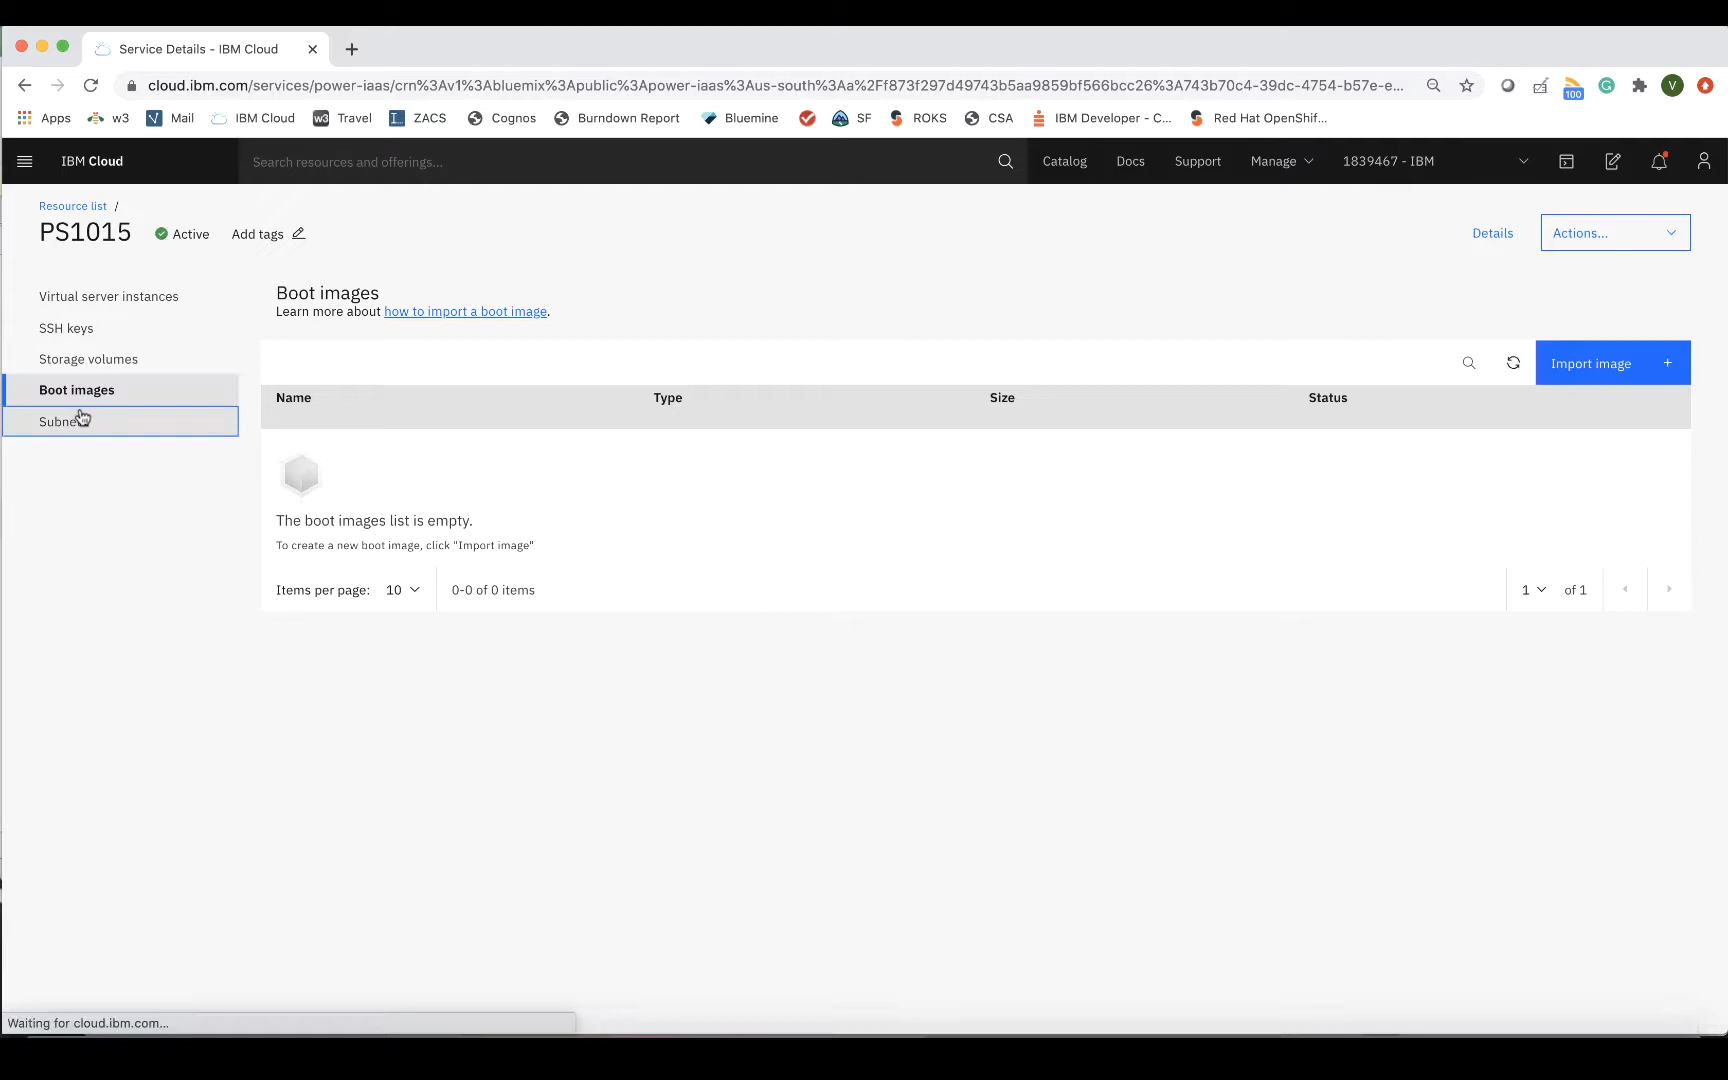 Service Details - IBM Cloud
cloud.ibm.com/services/power-iaas/crn%3Av1%3Abluemix%3Apublic%3Apower-iaas%3Aus-south%3Aa%2Ff873f297d49743b5aa9859bf566bcc26%3A743b70c4-39dc-4754-b57e-e...
100
V
Apps w3 Mail IBM Cloud w3 Travel ZACS Cognos Burndown Report Bluemine SF ROKS CSA IBM Developer - C... Red Hat OpenShif...
IBM Cloud Search resources and offerings... Catalog Docs Support Manage 1839467 - IBM
Resource list /
PS1015 Active Add tags Details Actions...
Virtual server instances
SSH keys
Storage volumes
Boot images
Boot images
Learn more about how to import a boot image.
Import image +
Name Type Size Status
The boot images list is empty.
To create a new boot image, click "Import image"
Items per page: 10 0-0 of 0 items 1 of 1
Waiting for cloud.ibm.com...